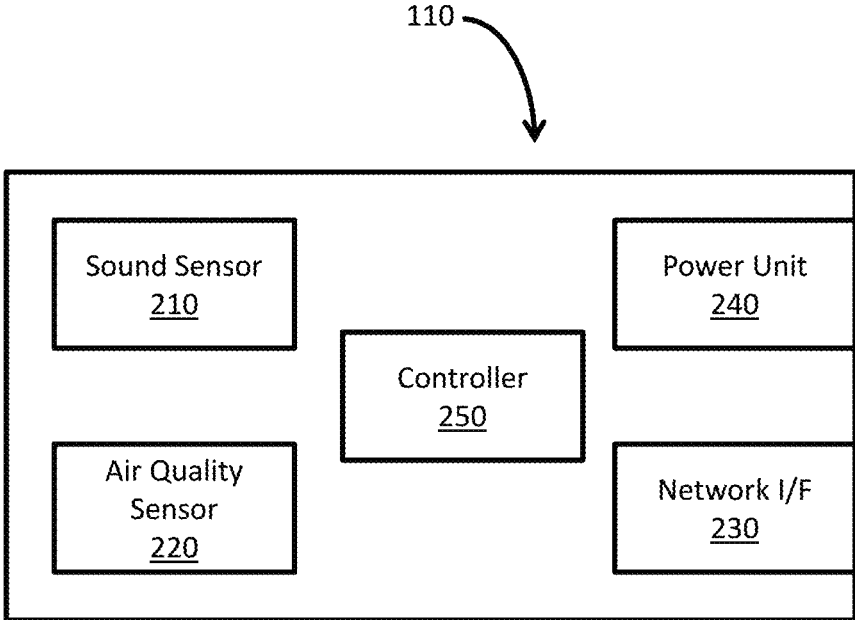 110
Sound Sensor
210
Power Unit
240
Controller
250
Air Quality
Sensor
220
Network I/F
230